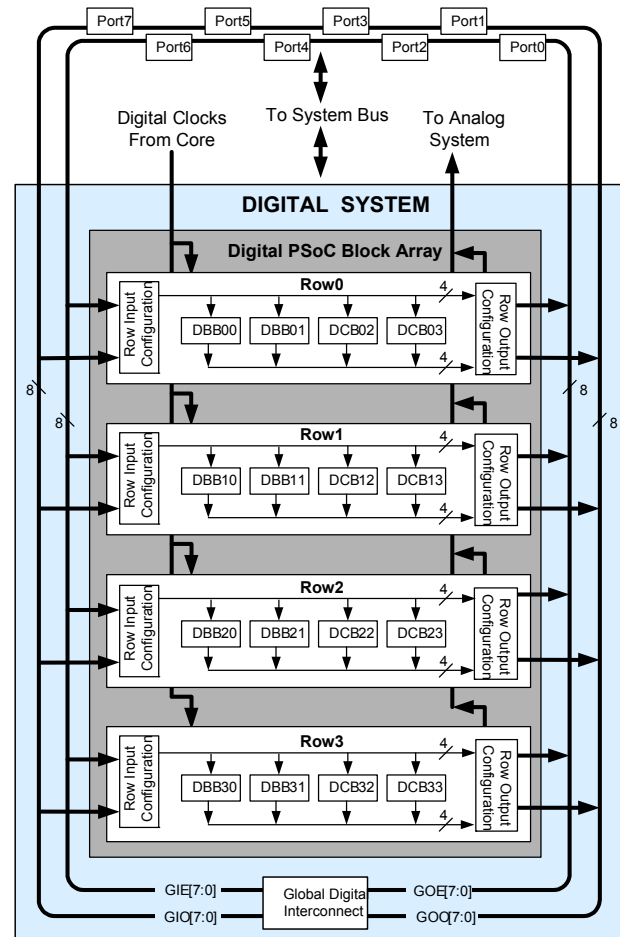 Port7
Port5
Port3
Port1
Port6
Port4
Port2
Port0
Digital Clocks
From Core
To System Bus
To Analog
System
DIGITAL SYSTEM
Digital PSoC Block Array
Row0
4
Row Input
Configuration
DBB00
DBB01
DCB02
DCB03
4
Row Output
Configuration
8
8
8
8
Row1
4
Row Input
Configuration
DBB10
DBB11
DCB12
DCB13
4
Row Output
Configuration
Row2
4
Row Input
Configuration
DBB20
DBB21
DCB22
DCB23
4
Row Output
Configuration
Row3
4
Row Input
Configuration
DBB30
DBB31
DCB32
DCB33
4
Row Output
Configuration
GIE[7:0]
GIO[7:0]
Global Digital
Interconnect
GOE[7:0]
GOO[7:0]